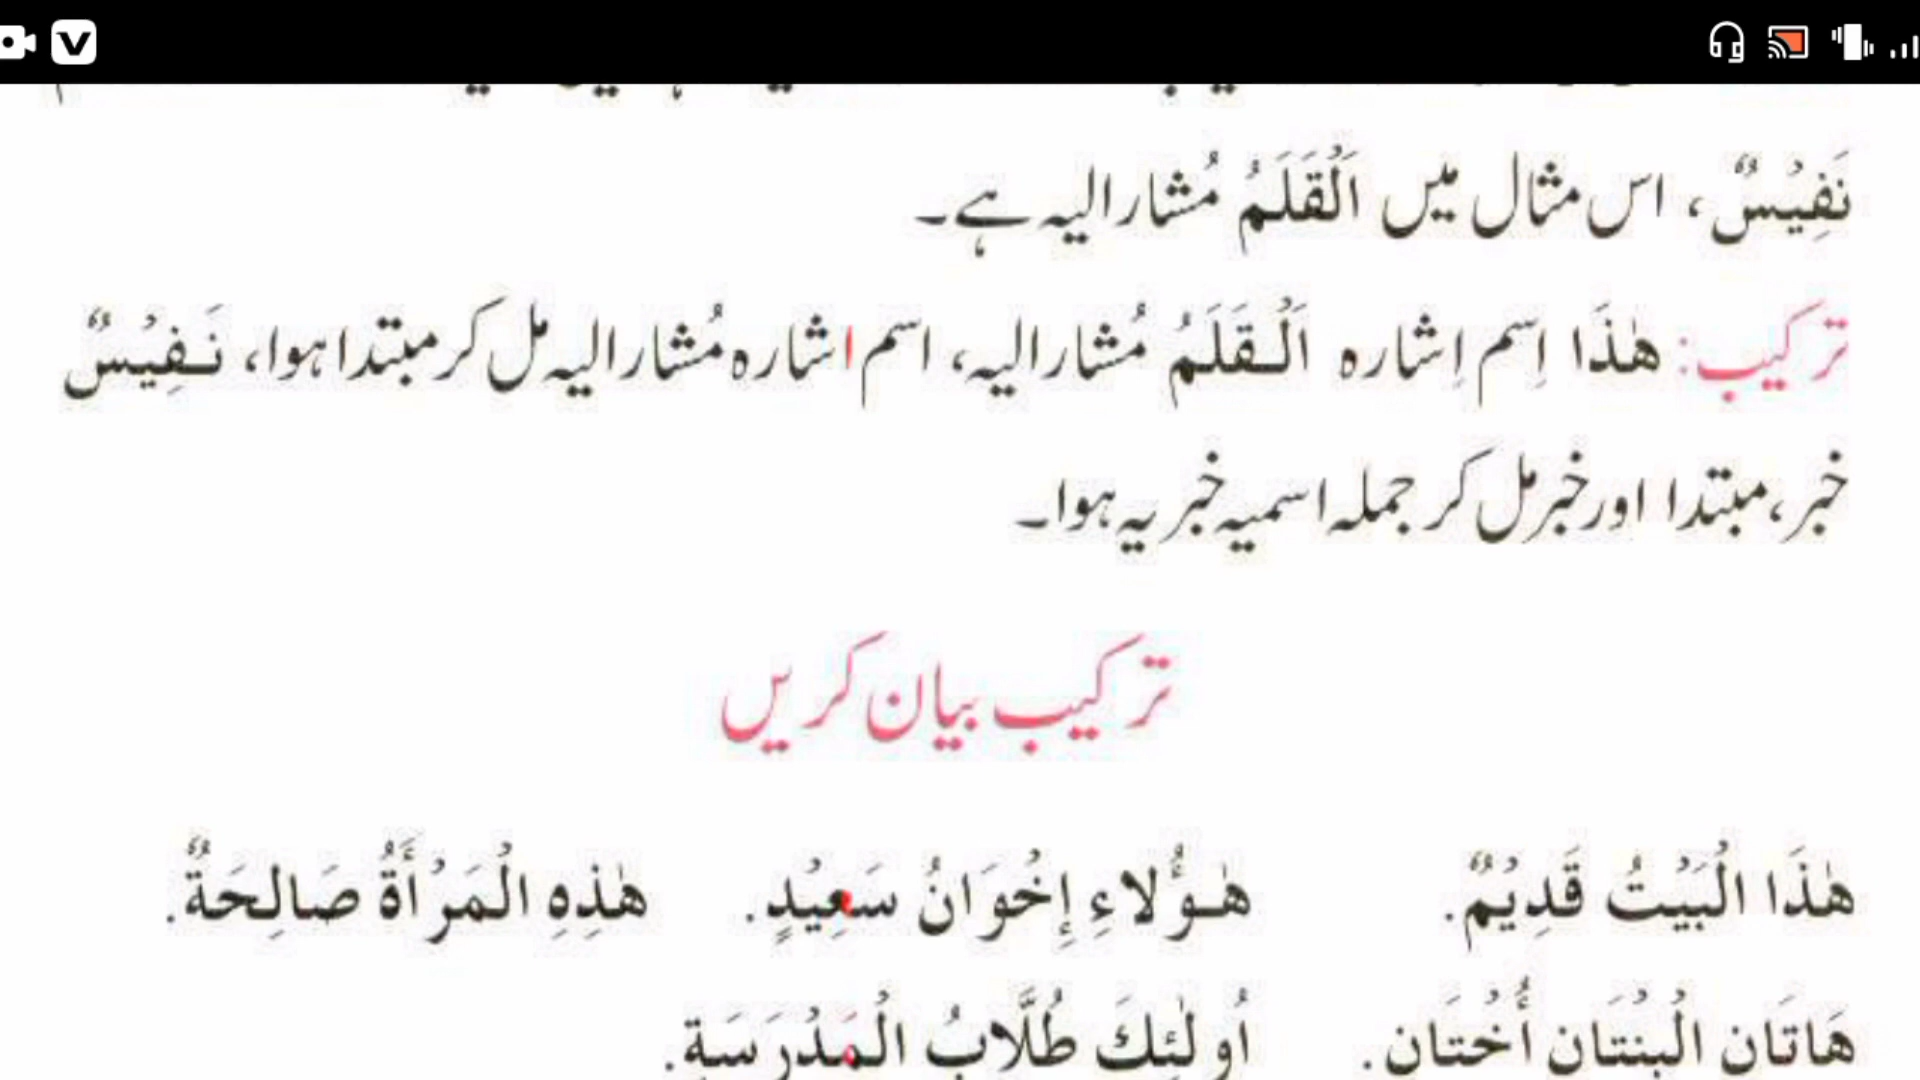 نَفِيْسٌ، اس مثال میں اَلْقَلَمُ مُشارالیہ ہے۔
ترکیب: هٰذَا اِسم اِشارہ اَلْقَلَمُ مُشارالیہ، اسم اشارہ مُشارالیہ مل کر مبتدا ہوا، نَفِيْسٌ
خبر، مبتدا اور خبر مل کر جملہ اسمیہ خبریہ ہوا۔
ترکیب بیان کریں
هٰذَا الْبَيْتُ قَدِيْمٌ. هٰؤُلَاءِ إِخْوَانُ سَعِيْدٍ. هٰذِهِ الْمَرْأَةُ صَالِحَةٌ.
هَاتَانِ الْبِنْتَانِ أُخْتَانِ. أُولٰئِكَ طُلَّابُ الْمَدْرَسَةِ.